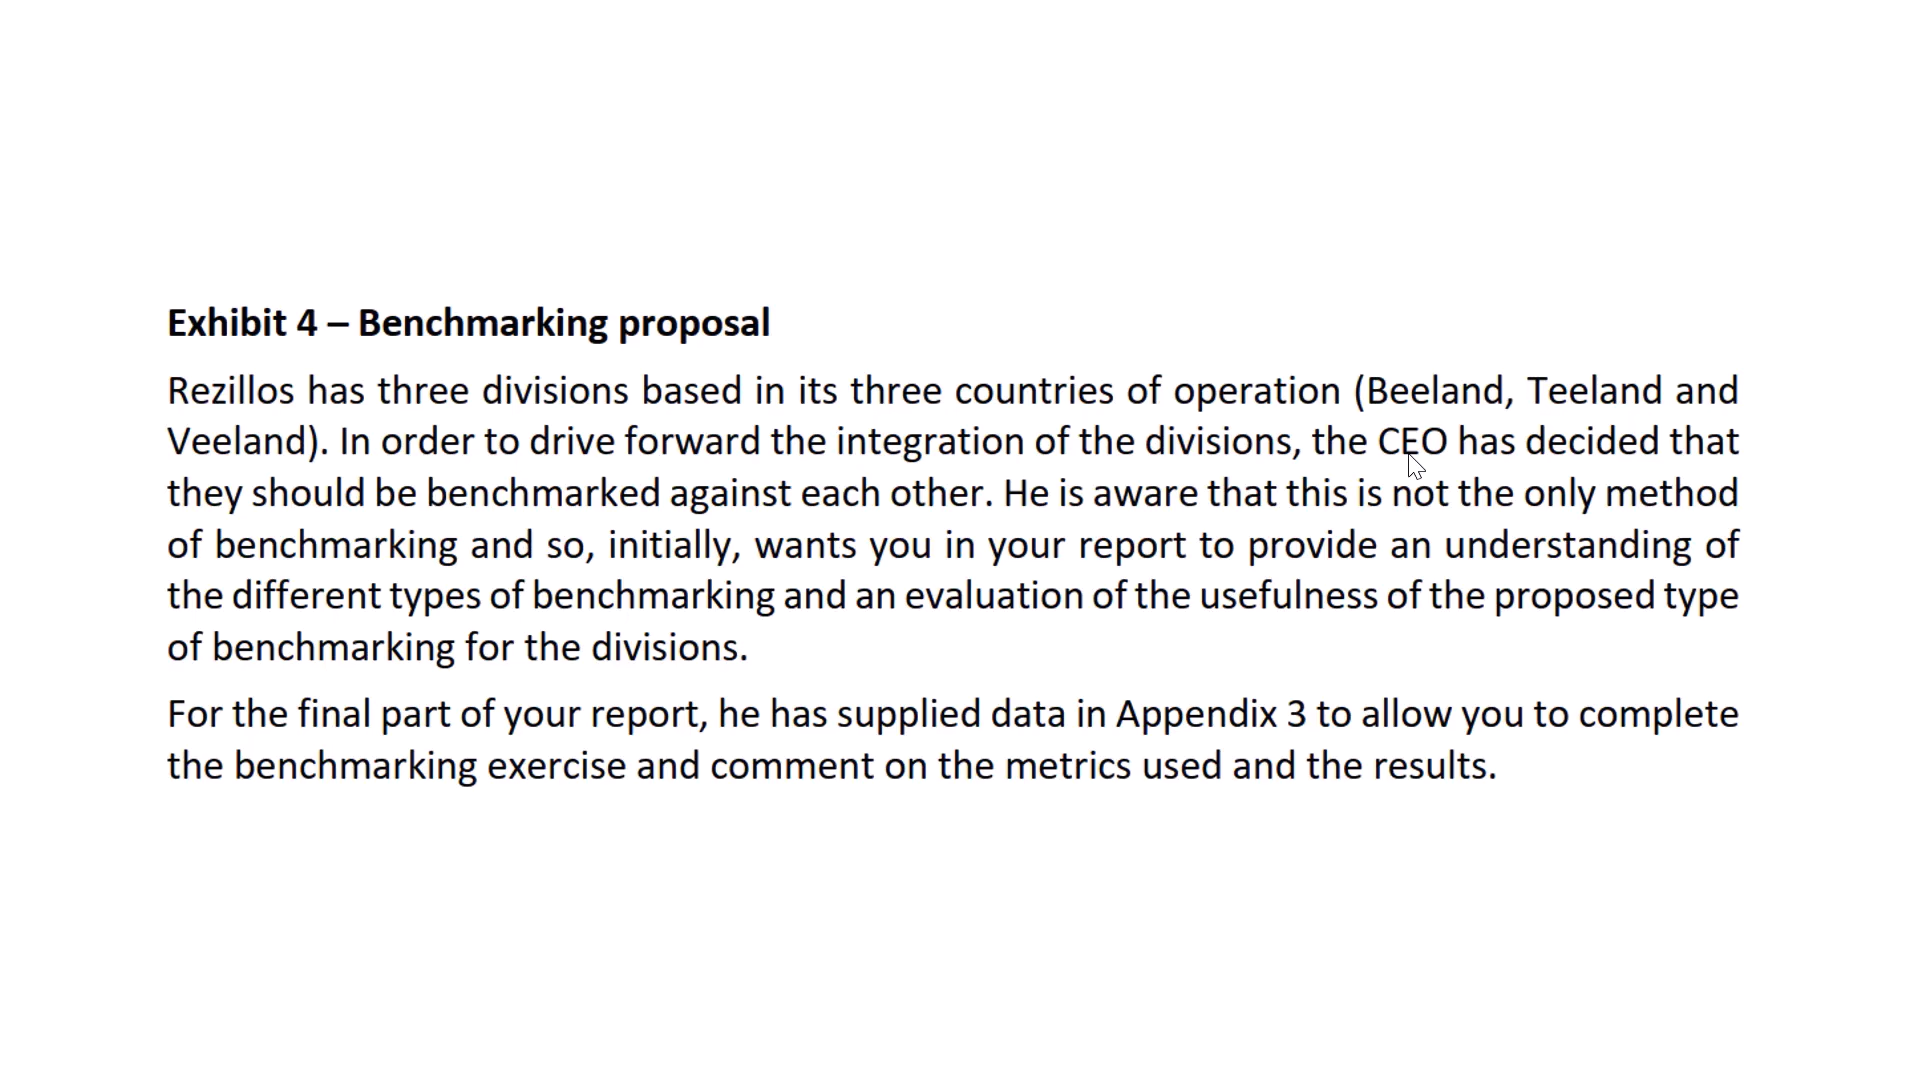 Exhibit 4 – Benchmarking proposal
Rezillos has three divisions based in its three countries of operation (Beeland, Teeland and
Veeland). In order to drive forward the integration of the divisions, the CEO has decided that
they should be benchmarked against each other. He is aware that this is not the only method
of benchmarking and so, initially, wants you in your report to provide an understanding of
the different types of benchmarking and an evaluation of the usefulness of the proposed type
of benchmarking for the divisions.
For the final part of your report, he has supplied data in Appendix 3 to allow you to complete
the benchmarking exercise and comment on the metrics used and the results.